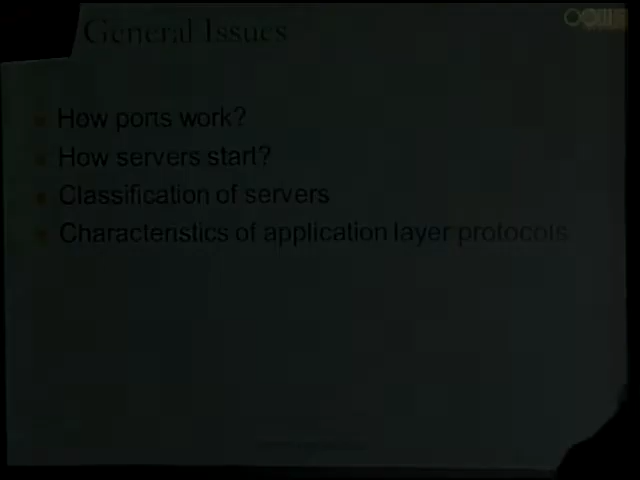 General Issues
How ports work?
How servers start?
Classification of servers
Characteristics of application layer protocols